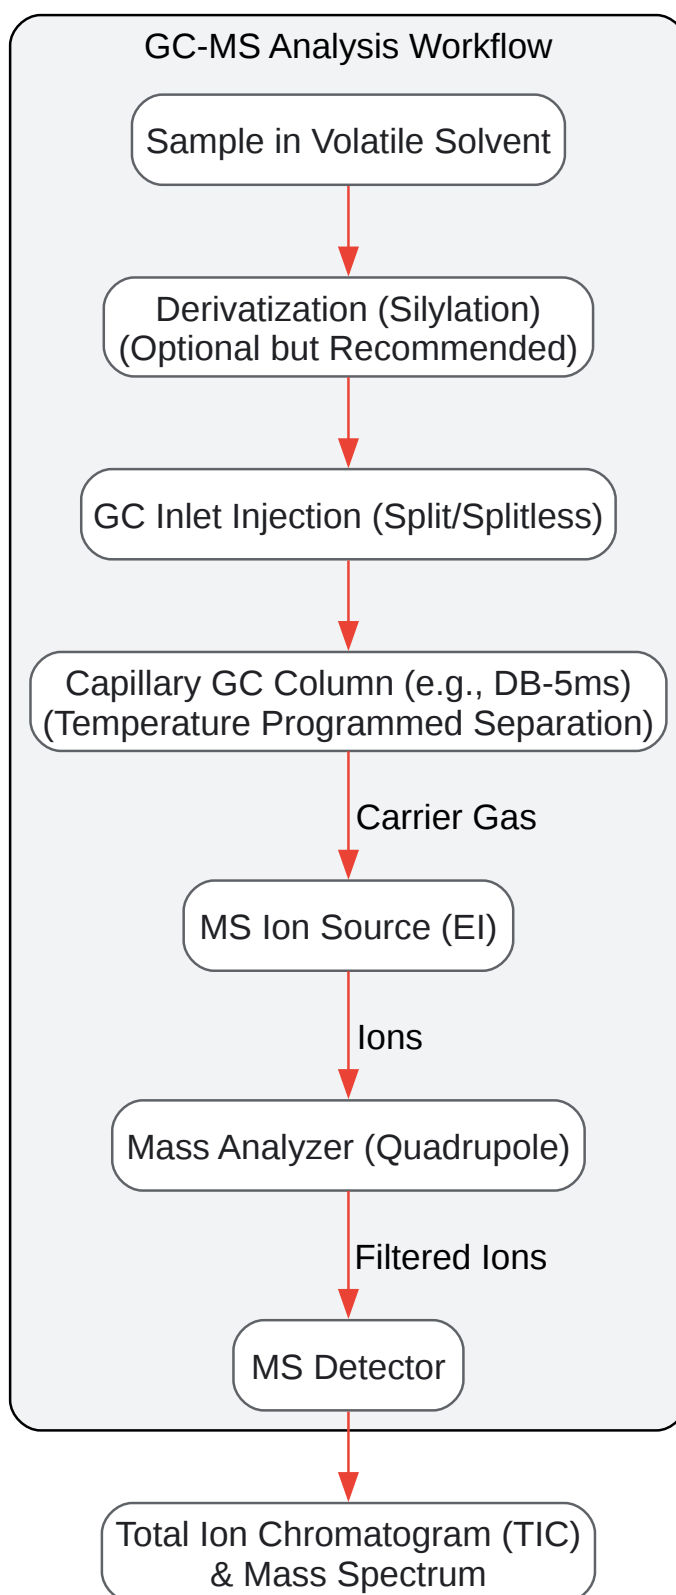 GC-MS Analysis Workflow
Sample in Volatile Solvent
Derivatization (Silylation)
(Optional but Recommended)
GC Inlet Injection (Split/Splitless)
Capillary GC Column (e.g., DB-5ms)
(Temperature Programmed Separation)
Carrier Gas
MS Ion Source (EI)
Ions
Mass Analyzer (Quadrupole)
Filtered Ions
MS Detector
Total Ion Chromatogram (TIC)
& Mass Spectrum